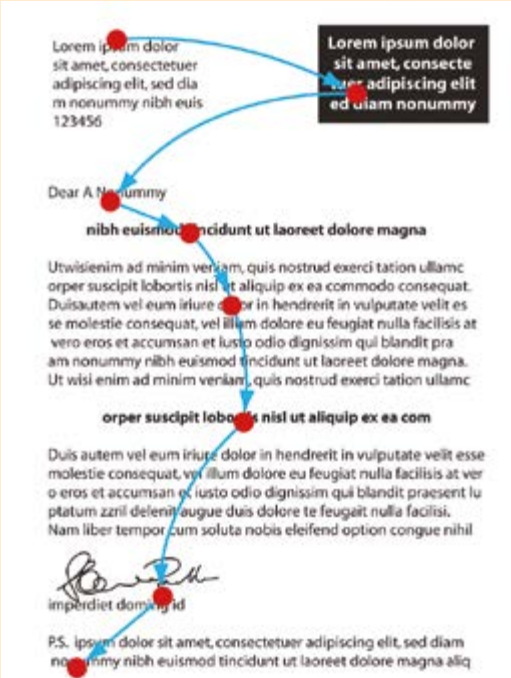 Lorem ipsum dolor
sit amet, consectetuer
adipiscing elit, sed dia
m nonummy nibh euis
123456
Lorem ipsum dolor
sit amet, consecte
tuer adipiscing elit
ed diam nonummy
Dear A Nonummy
nibh euismod tincidunt ut laoreet dolore magna
Utwisienim ad minim veniam, quis nostrud exerci tation ullamc
orper suscipit lobortis nisl ut aliquip ex ea commodo consequat.
Duisautem vel eum iriure dolor in hendrerit in vulputate velit es
se molestie consequat, vel illum dolore eu feugiat nulla facilisis at
vero eros et accumsan et iusto odio dignissim qui blandit pra
am nonummy nibh euismod tincidunt ut laoreet dolore magna.
Ut wisi enim ad minim veniam, quis nostrud exerci tation ullamc
orper suscipit lobortis nisl ut aliquip ex ea com
Duis autem vel eum iriure dolor in hendrerit in vulputate velit esse
molestie consequat, vel illum dolore eu feugiat nulla facilisis at ver
o eros et accumsan et iusto odio dignissim qui blandit praesent lu
ptatum zzril delenit augue duis dolore te feugait nulla facilisi.
Nam liber tempor cum soluta nobis eleifend option congue nihil
imperdiet doming id
P.S. ipsum dolor sit amet, consectetuer adipiscing elit, sed diam
nonummy nibh euismod tincidunt ut laoreet dolore magna aliq